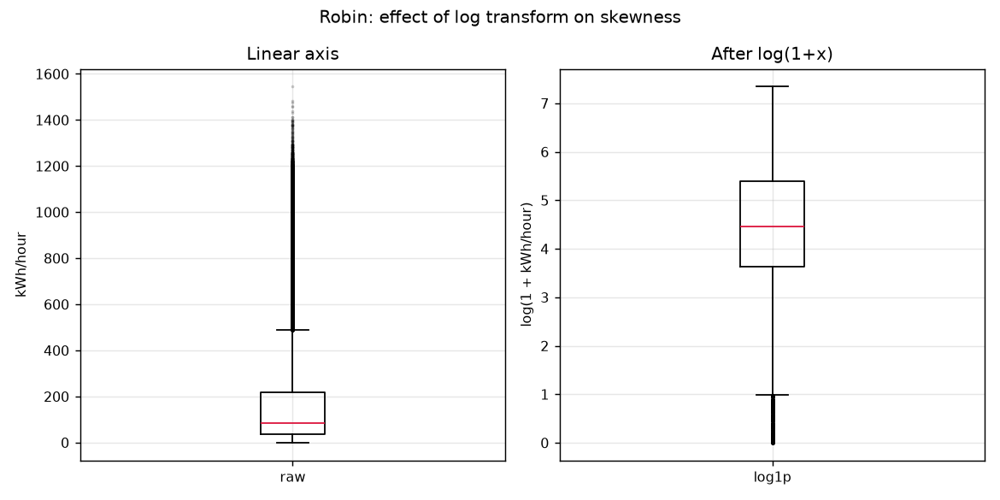 Robin: effect of log transform on skewness
Linear axis
kWh/hour
1600
1400
1200
1000
800
600
400
200
0
raw
After log(1+x)
log(1 + kWh/hour)
7
6
5
4
3
2
1
0
log1p